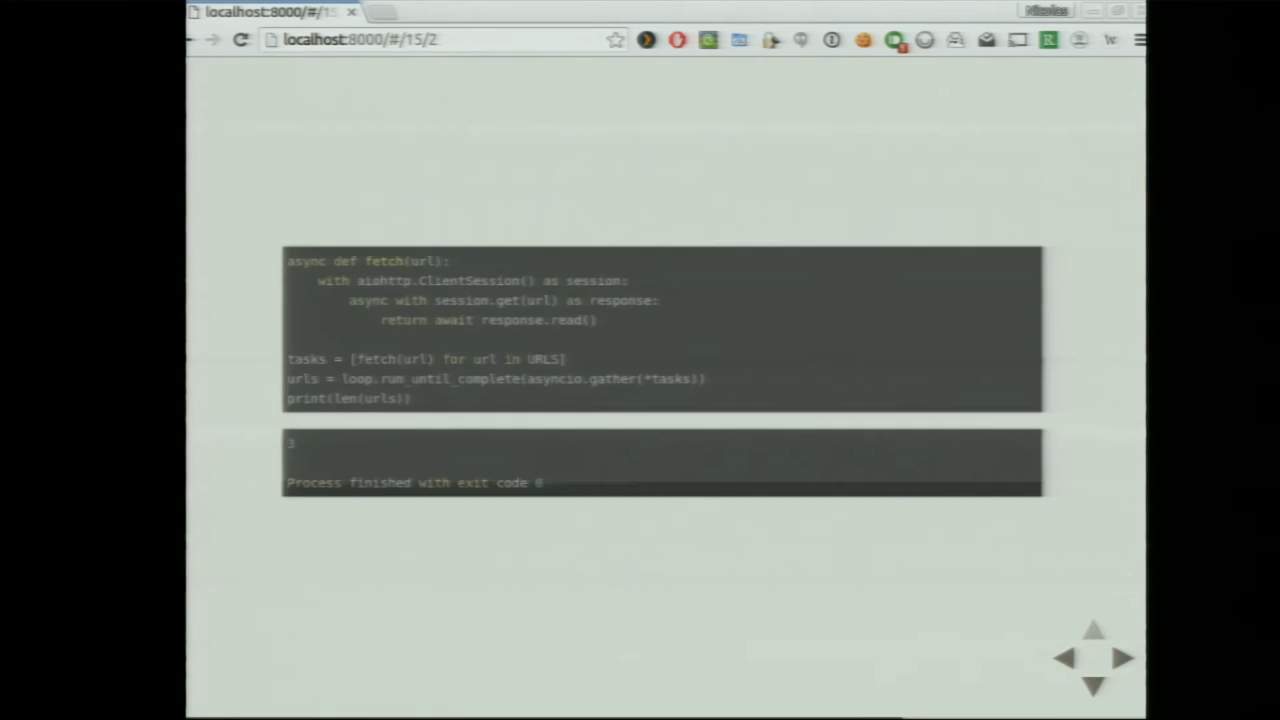 localhost:8000/#/15
Nicolas
localhost:8000/#/15/2
async def fetch(url):
with aiohttp.ClientSession() as session:
async with session.get(url) as response:
return await response.read()
tasks = [fetch(url) for url in URLS]
urls = loop.run_until_complete(asyncio.gather(*tasks))
print(len(urls))
3
Process finished with exit code 0